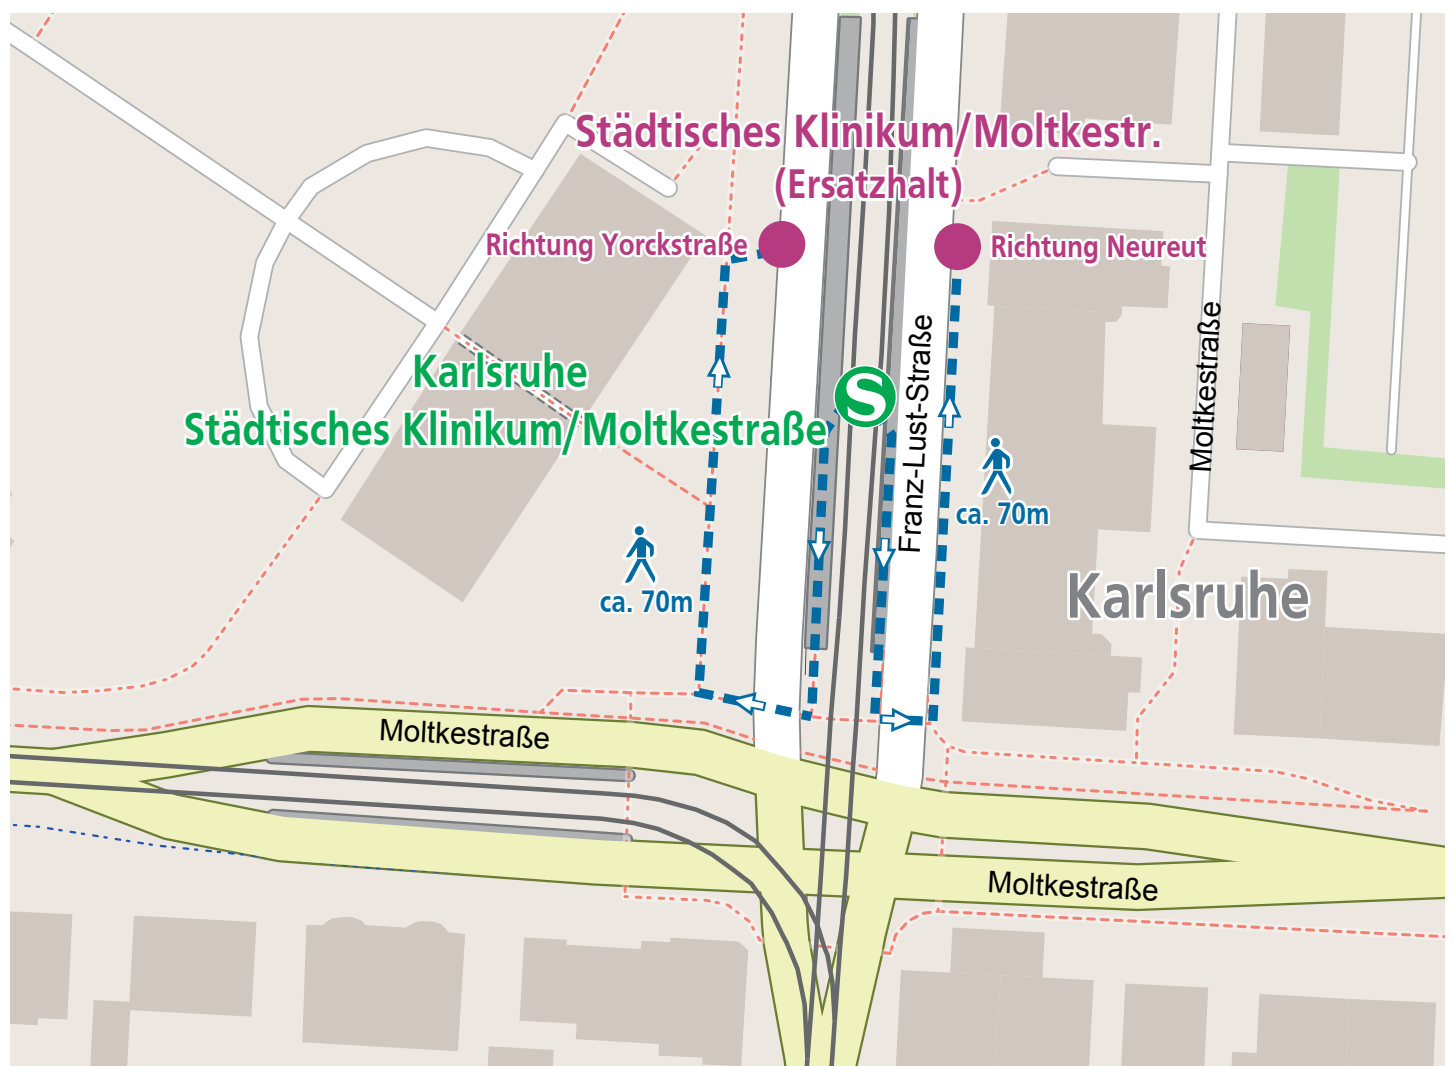 Städtisches Klinikum/Moltkestr.
(Ersatzhalt)
Richtung Yorckstraße
Richtung Neureut
Karlsruhe
Städtisches Klinikum/Moltkestraße
S
Franz-Lust-Straße
Moltkestraße
ca. 70m
ca. 70m
Karlsruhe
Moltkestraße
Moltkestraße